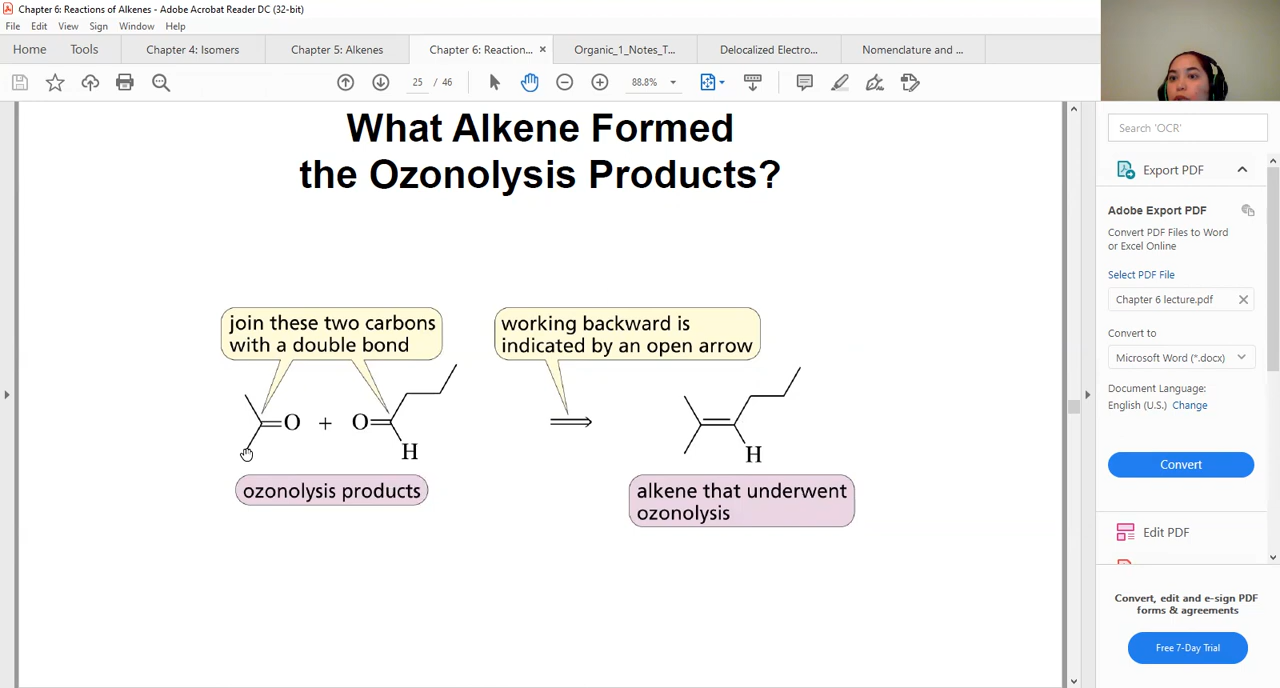 Chapter 6: Reactions of Alkenes - Adobe Acrobat Reader DC (32-bit)
File Edit View Sign Window Help
Home Tools Chapter 4: Isomers Chapter 5: Alkenes Chapter 6: Reaction... × Organic_1_Notes_T... Delocalized Electro... Nomenclature and ...
25 / 46 88.8%
What Alkene Formed
the Ozonolysis Products?
join these two carbons
with a double bond
working backward is
indicated by an open arrow
O + O
H
H
ozonolysis products
alkene that underwent
ozonolysis
Search 'OCR'
Export PDF
Adobe Export PDF
Convert PDF Files to Word
or Excel Online
Select PDF File
Chapter 6 lecture.pdf
Convert to
Microsoft Word (*.docx)
Document Language:
English (U.S.) Change
Convert
Edit PDF
Convert, edit and e-sign PDF
forms & agreements
Free 7-Day Trial